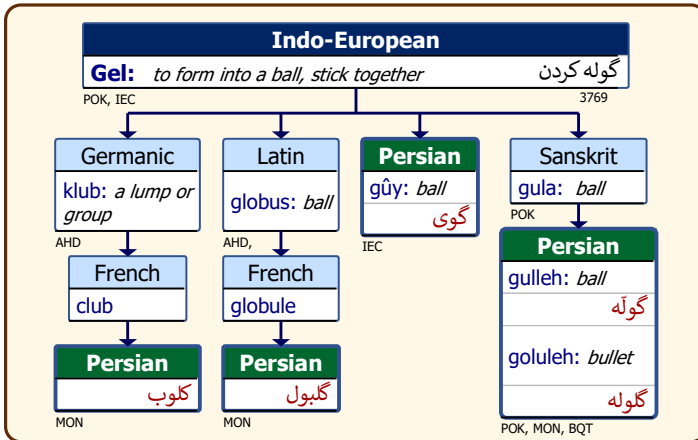 Indo-European
Gel: to form into a ball, stick together گوله کردن
POK, IEC 3769
Germanic
klub: a lump or
group
AHD
French
club
Persian
کلوب
MON
Latin
globus: ball
AHD,
French
globule
Persian
گلبول
MON
Persian
gûy: ball
گوی
IEC
Sanskrit
gula: ball
POK
Persian
gulleh: ball
گولّه
goluleh: bullet
گلوله
POK, MON, BQT